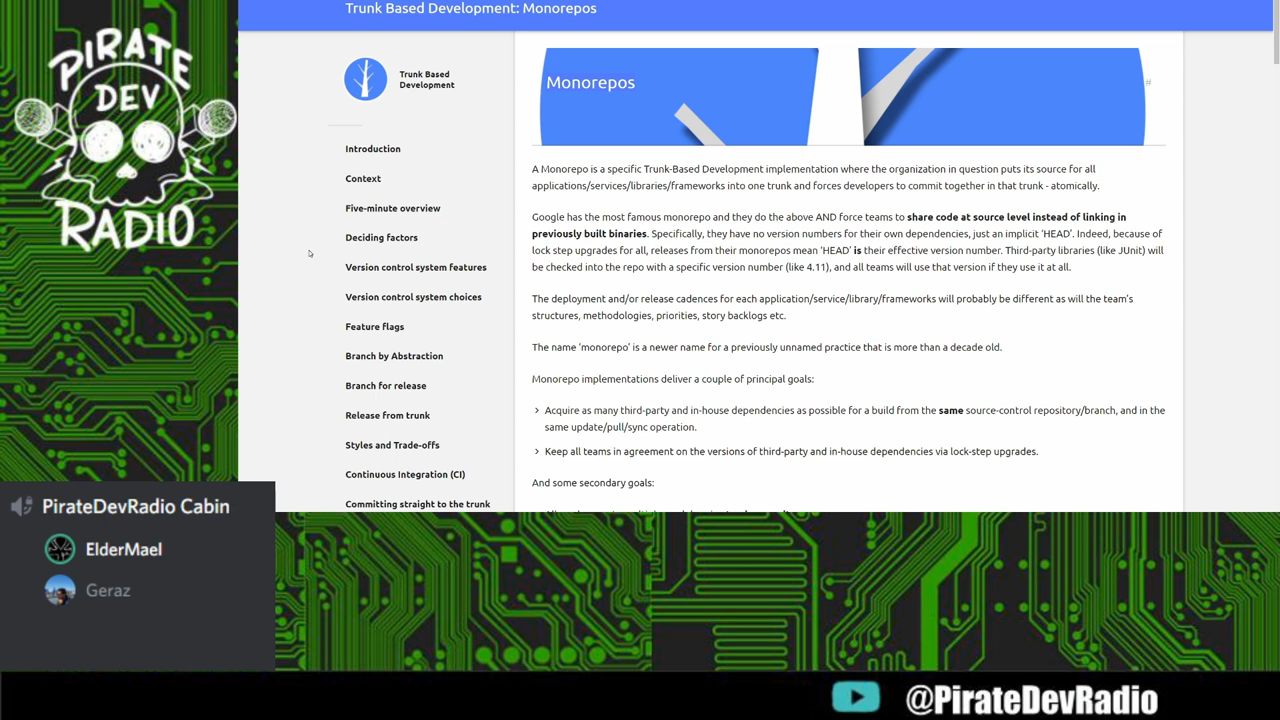 PIRATE
DEV
RADIO
Trunk Based Development: Monorepos
Trunk Based
Development
Introduction
Context
Five-minute overview
Deciding factors
Version control system features
Version control system choices
Feature flags
Branch by Abstraction
Branch for release
Release from trunk
Styles and Trade-offs
Continuous Integration (CI)
Committing straight to the trunk
Monorepos
#
A Monorepo is a specific Trunk-Based Development implementation where the organization in question puts its source for all
applications/services/libraries/frameworks into one trunk and forces developers to commit together in that trunk - atomically.
Google has the most famous monorepo and they do the above AND force teams to share code at source level instead of linking in
previously built binaries. Specifically, they have no version numbers for their own dependencies, just an implicit ‘HEAD’. Indeed, because of
lock step upgrades for all, releases from their monorepos mean ‘HEAD’ is their effective version number. Third-party libraries (like JUnit) will
be checked into the repo with a specific version number (like 4.11), and all teams will use that version if they use it at all.
The deployment and/or release cadences for each application/service/library/frameworks will probably be different as will the team’s
structures, methodologies, priorities, story backlogs etc.
The name ‘monorepo’ is a newer name for a previously unnamed practice that is more than a decade old.
Monorepo implementations deliver a couple of principal goals:
Acquire as many third-party and in-house dependencies as possible for a build from the same source-control repository/branch, and in the
same update/pull/sync operation.
Keep all teams in agreement on the versions of third-party and in-house dependencies via lock-step upgrades.
And some secondary goals:
PirateDevRadio Cabin
ElderMael
Geraz
@PirateDevRadio